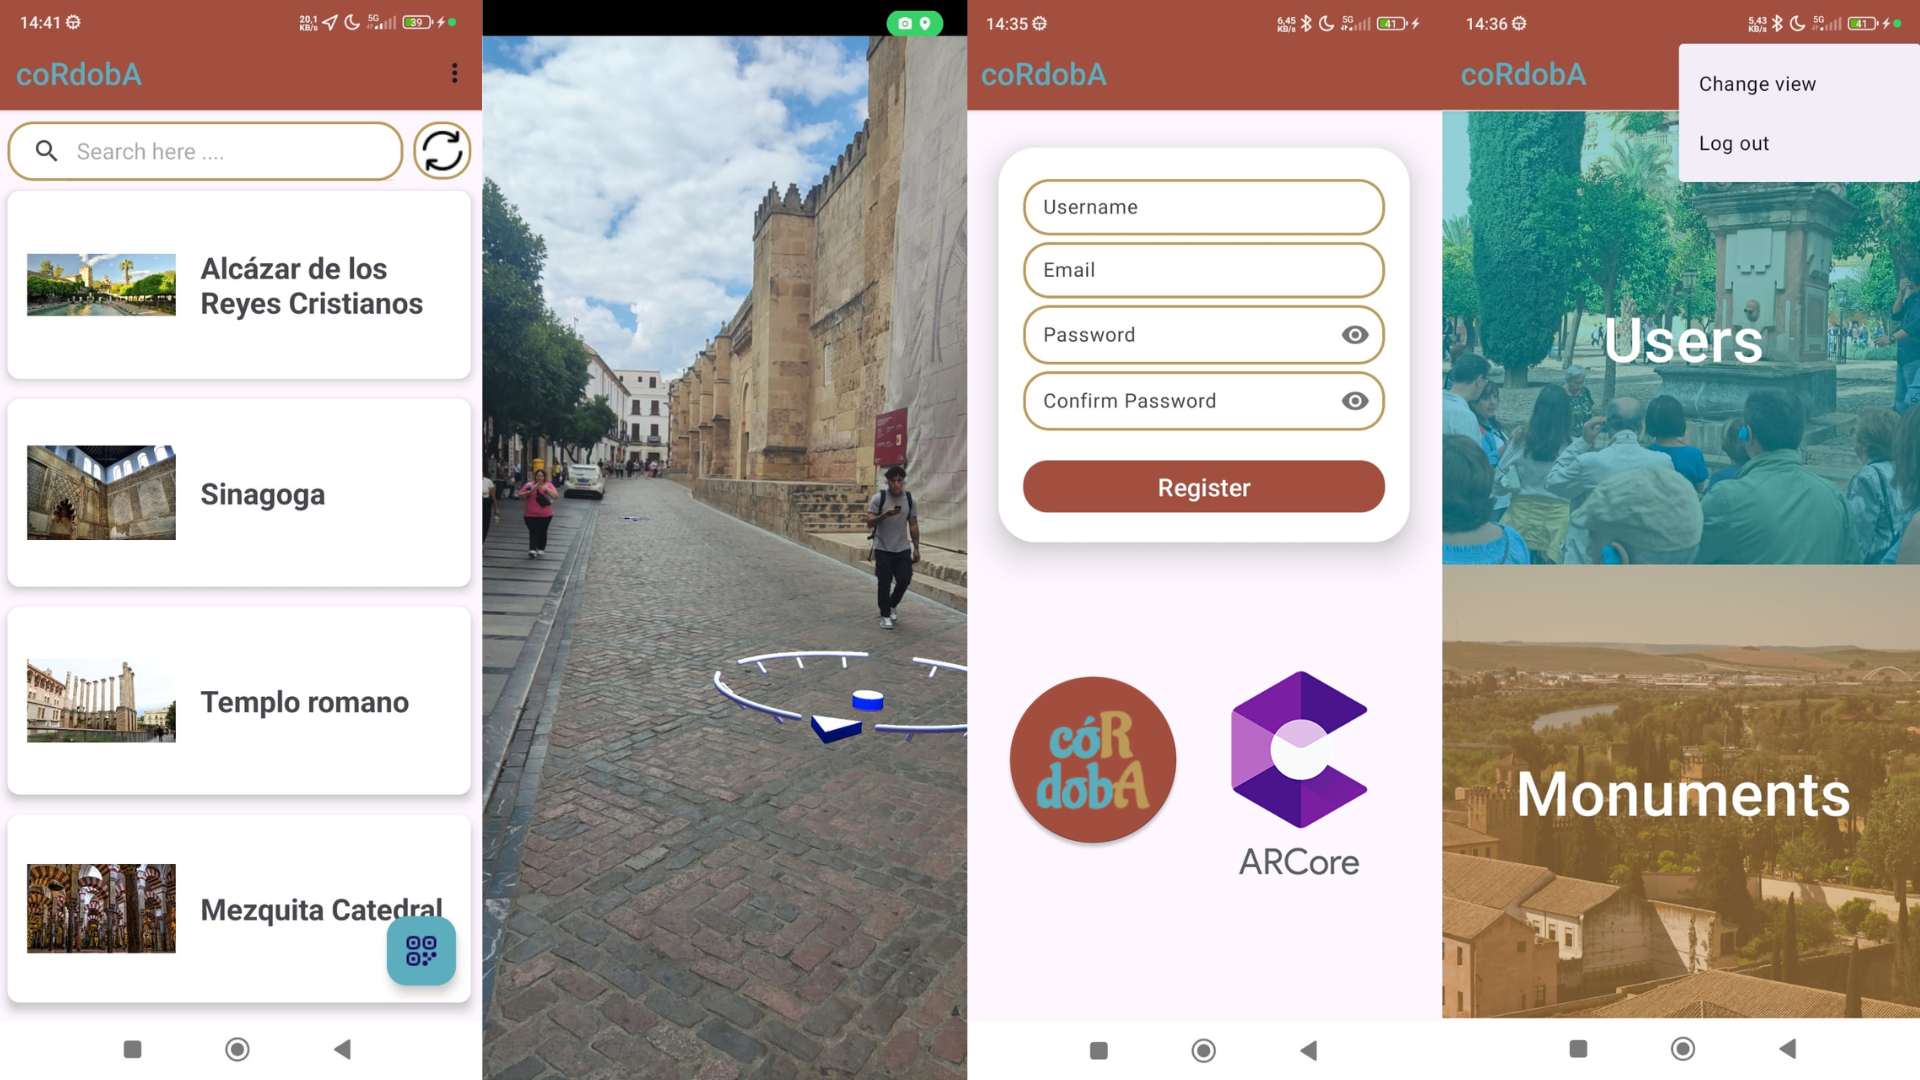 14:41
20,1
KB/s
5G
39
coRdobA
Search here ....
Alcázar de los
Reyes Cristianos
Sinagoga
Templo romano
Mezquita Catedral
14:35
6,45
KB/s
5G
41
coRdobA
Username
Email
Password
Confirm Password
Register
cóR
dobA
ARCore
14:36
5,43
KB/s
5G
41
coRdobA
Change view
Log out
Users
Monuments